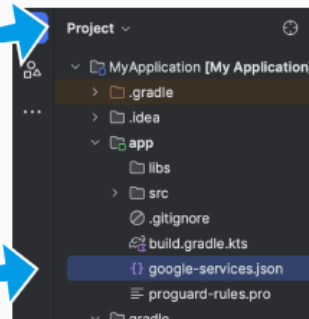 Project
MyApplication [My Application
.gradle
.idea
app
libs
src
.gitignore
build.gradle.kts
google-services.json
proguard-rules.pro
gradle